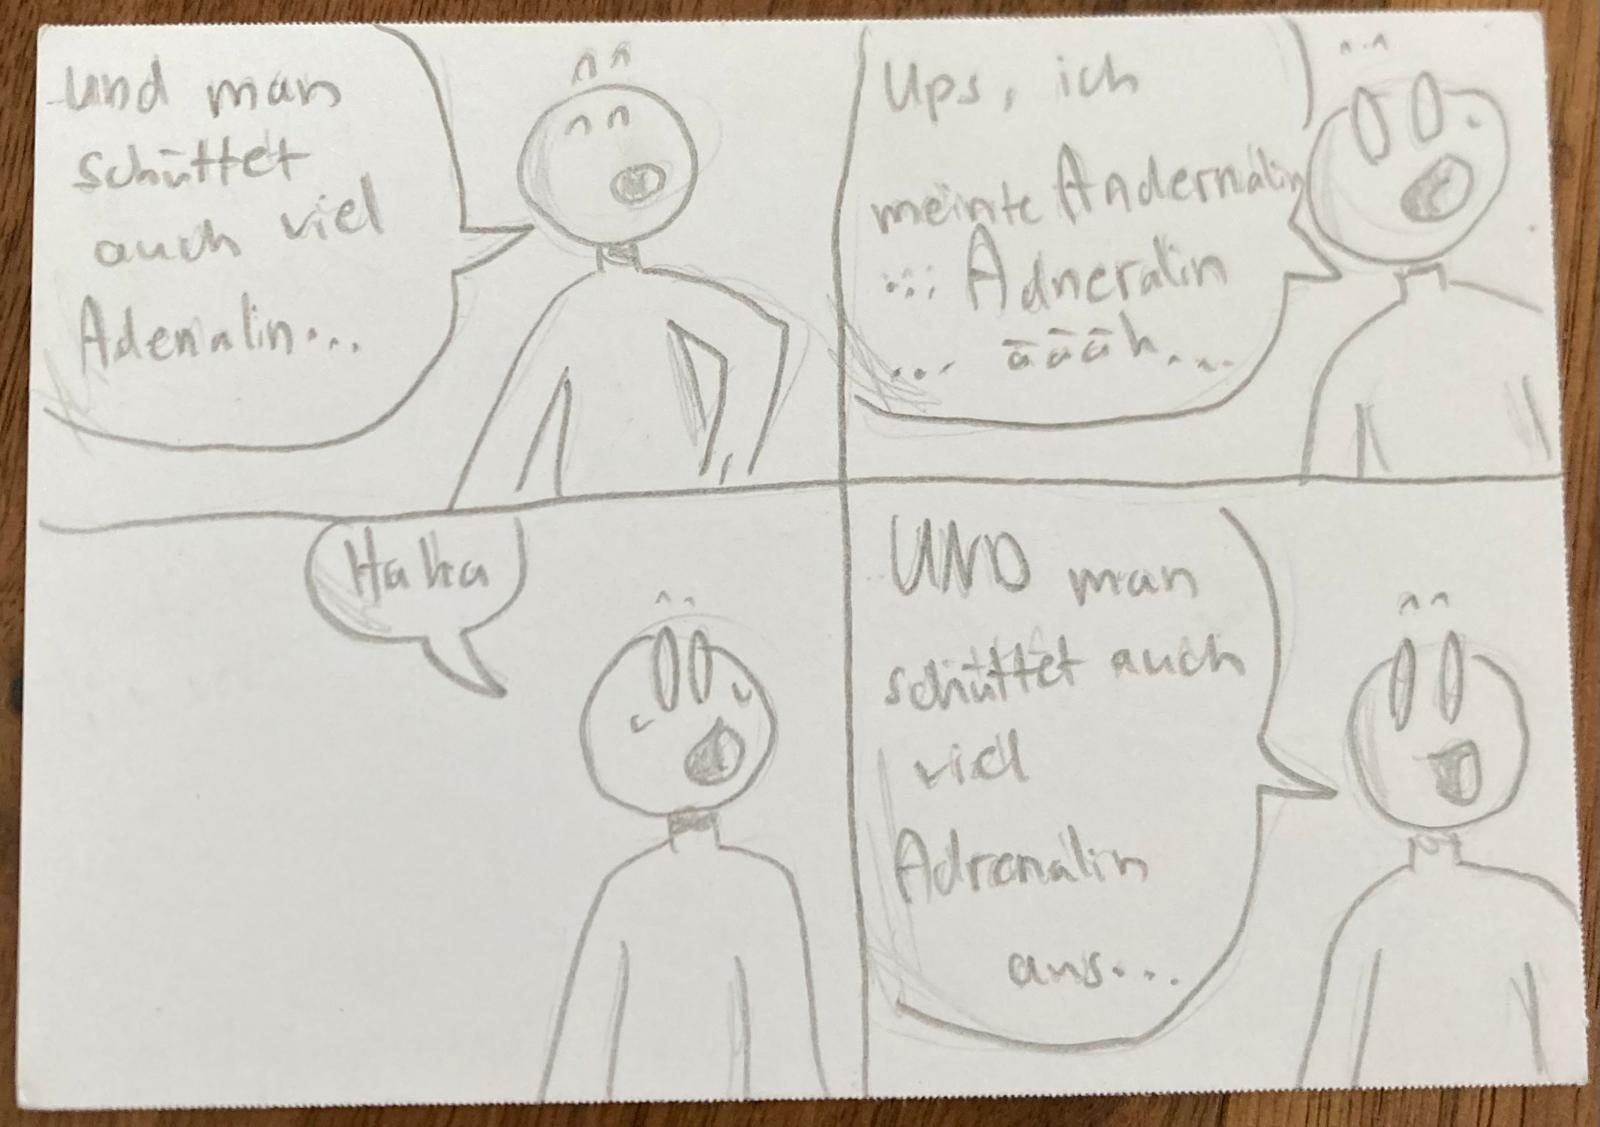 und man
schüttet
auch viel
Adernalin...
Ups, ich
meinte Andernalin
... Adneralin
... äääh...
Haha
UND man
schüttet auch
viel
Adrenalin
aus...